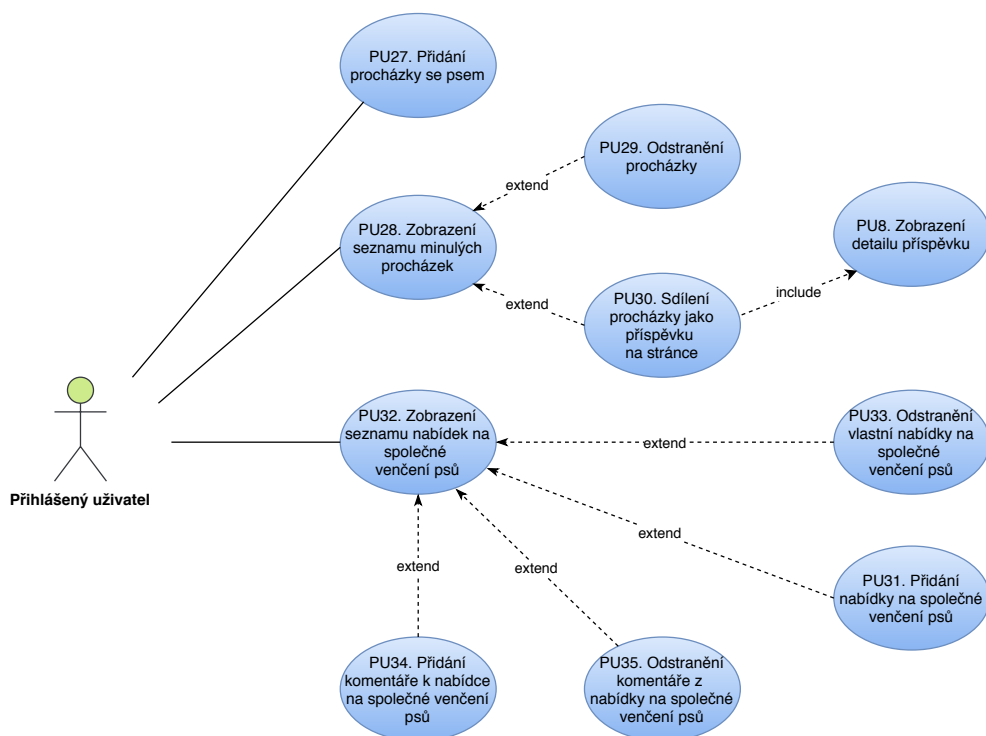 PU27. Přidání
procházky se psem
PU29. Odstranění
procházky
extend
PU28. Zobrazení
seznamu minulých
procházek
PU8. Zobrazení
detailu příspěvku
extend
include
PU30. Sdílení
procházky jako
příspěvku
na stránce
Přihlášený uživatel
PU32. Zobrazení
seznamu nabídek na
společné
venčení psů
extend
PU33. Odstranění
vlastní nabídky na
společné
venčení psů
extend
extend
extend
PU31. Přidání
nabídky na společné
venčení psů
PU34. Přidání
komentáře k nabídce
na společné venčení
psů
PU35. Odstranění
komentáře z
nabídky na společné
venčení psů